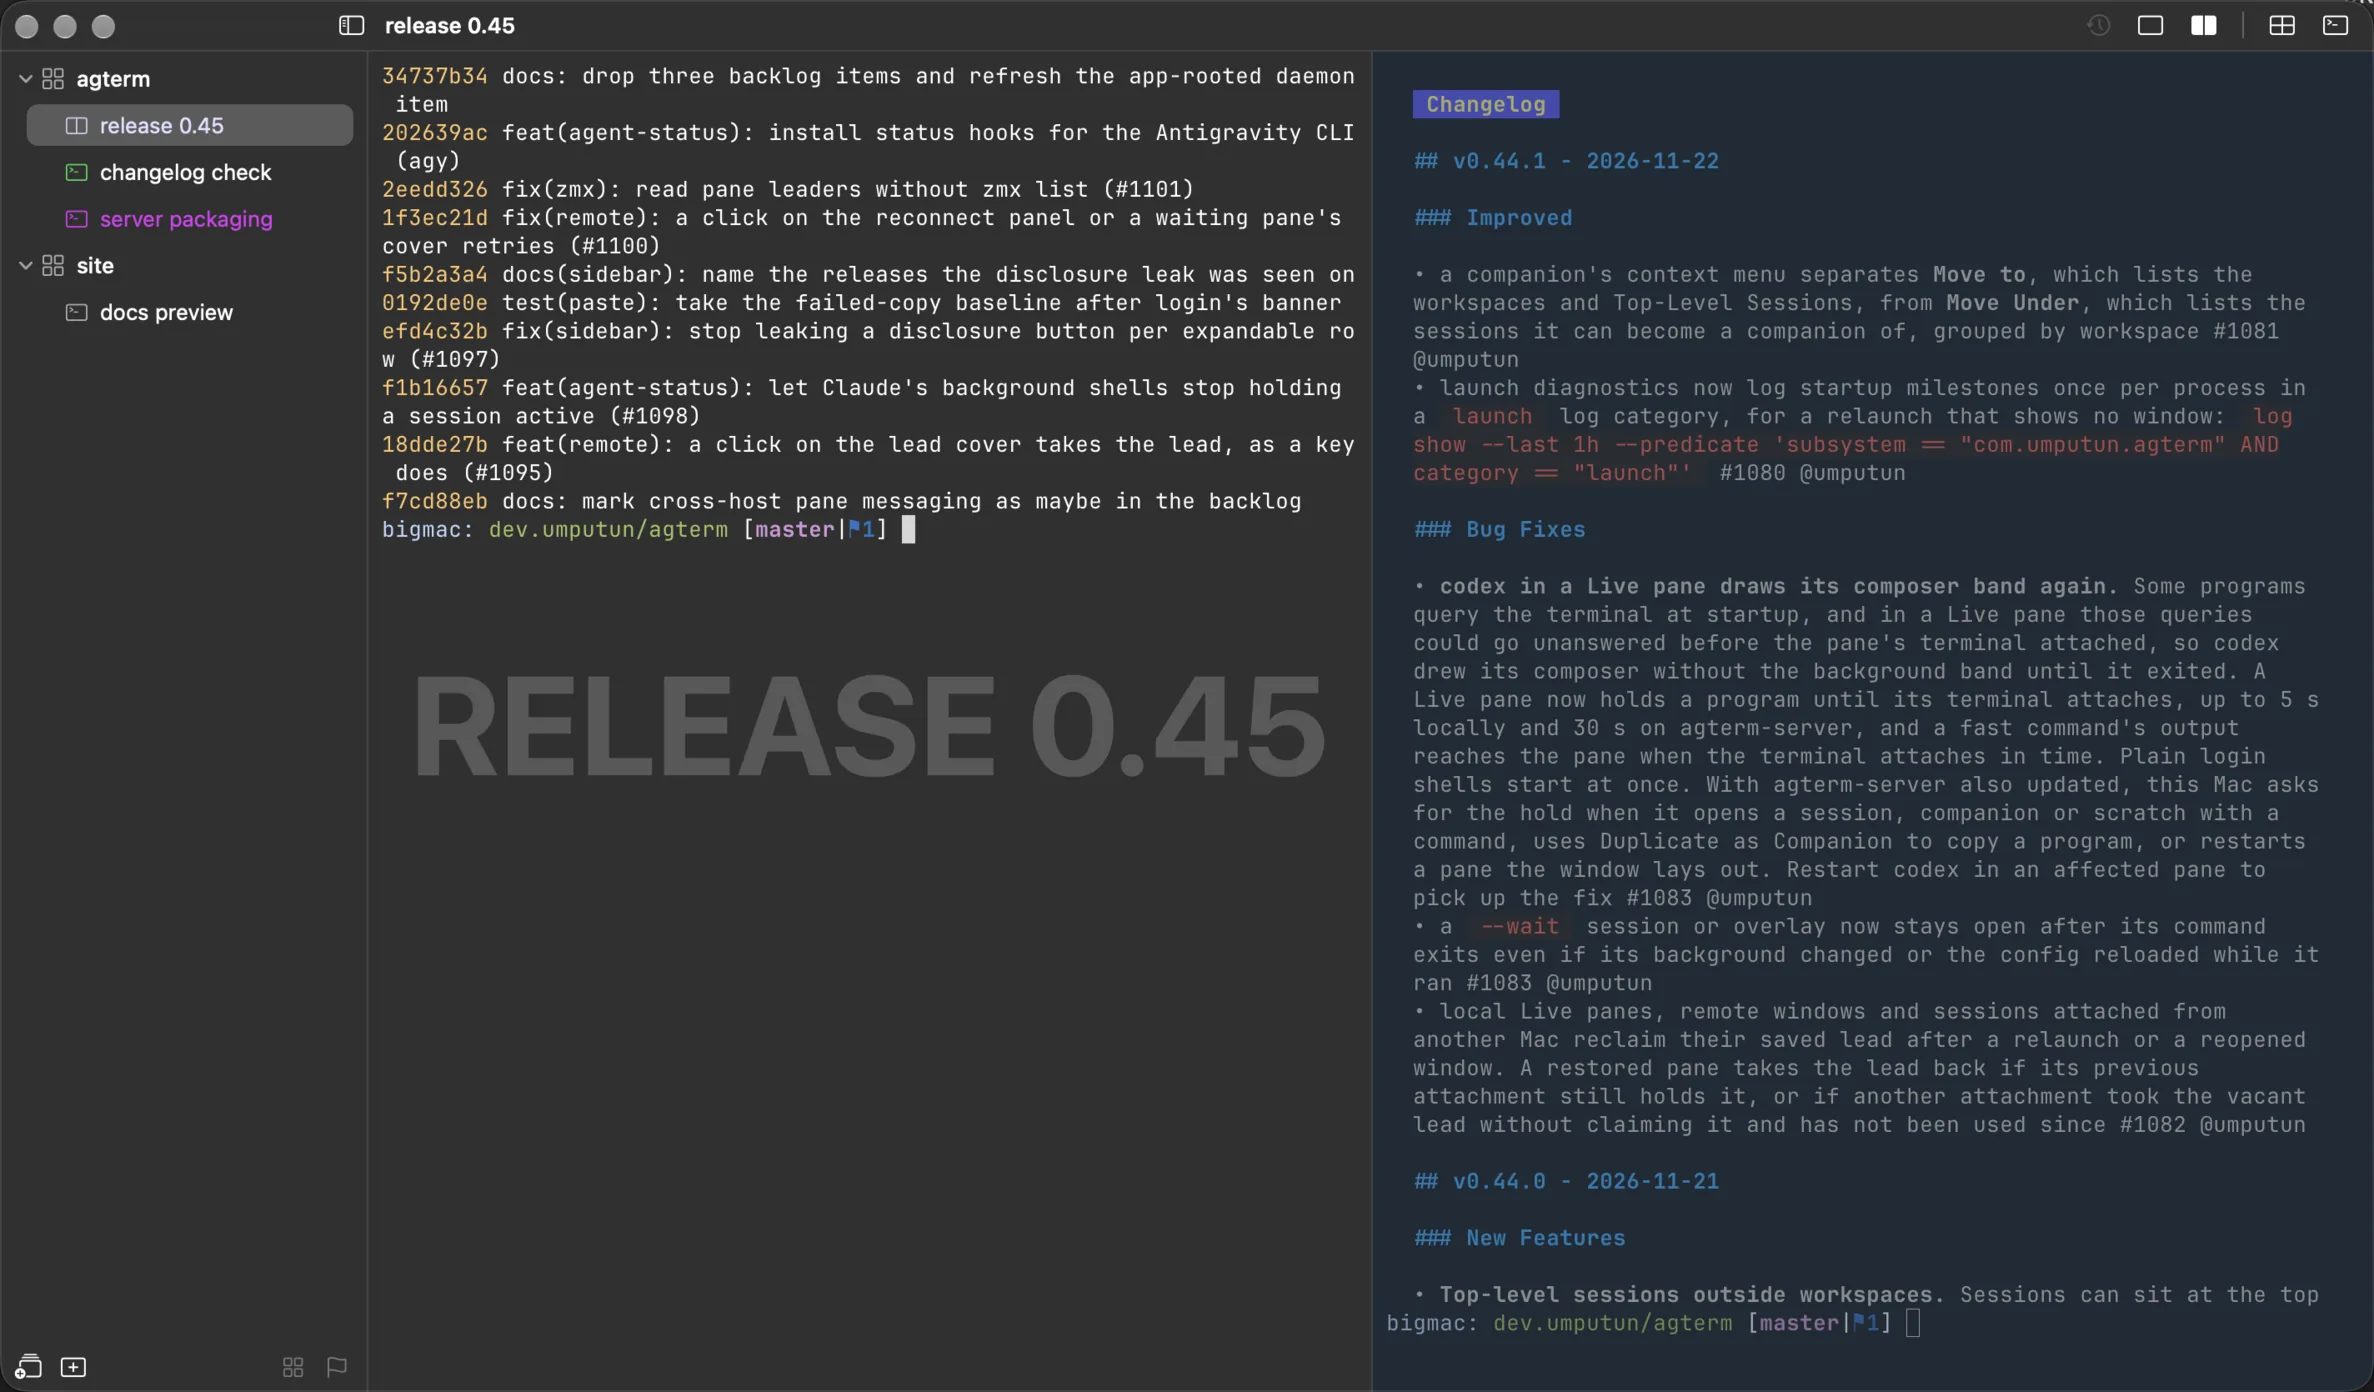 release 0.45
agterm
release 0.45
changelog check
server packaging
site
docs preview
34737b34 docs: drop three backlog items and refresh the app-rooted daemon
item
202639ac feat(agent-status): install status hooks for the Antigravity CLI
(agy)
2eedd326 fix(zmx): read pane leaders without zmx list (#1101)
1f3ec21d fix(remote): a click on the reconnect panel or a waiting pane's
cover retries (#1100)
f5b2a3a4 docs(sidebar): name the releases the disclosure leak was seen on
0192de0e test(paste): take the failed-copy baseline after login's banner
efd4c32b fix(sidebar): stop leaking a disclosure button per expandable ro
w (#1097)
f1b16657 feat(agent-status): let Claude's background shells stop holding
a session active (#1098)
18dde27b feat(remote): a click on the lead cover takes the lead, as a key
does (#1095)
f7cd88eb docs: mark cross-host pane messaging as maybe in the backlog
bigmac: dev.umputun/agterm [master|⚑1]
RELEASE 0.45
Changelog
## v0.44.1 - 2026-11-22
### Improved
• a companion's context menu separates Move to, which lists the
workspaces and Top-Level Sessions, from Move Under, which lists the
sessions it can become a companion of, grouped by workspace #1081
@umputun
• launch diagnostics now log startup milestones once per process in
a launch log category, for a relaunch that shows no window: log
show --last 1h --predicate 'subsystem == "com.umputun.agterm" AND
category == "launch"' #1080 @umputun
### Bug Fixes
• codex in a Live pane draws its composer band again. Some programs
query the terminal at startup, and in a Live pane those queries
could go unanswered before the pane's terminal attached, so codex
drew its composer without the background band until it exited. A
Live pane now holds a program until its terminal attaches, up to 5 s
locally and 30 s on agterm-server, and a fast command's output
reaches the pane when the terminal attaches in time. Plain login
shells start at once. With agterm-server also updated, this Mac asks
for the hold when it opens a session, companion or scratch with a
command, uses Duplicate as Companion to copy a program, or restarts
a pane the window lays out. Restart codex in an affected pane to
pick up the fix #1083 @umputun
• a --wait session or overlay now stays open after its command
exits even if its background changed or the config reloaded while it
ran #1083 @umputun
• local Live panes, remote windows and sessions attached from
another Mac reclaim their saved lead after a relaunch or a reopened
window. A restored pane takes the lead back if its previous
attachment still holds it, or if another attachment took the vacant
lead without claiming it and has not been used since #1082 @umputun
## v0.44.0 - 2026-11-21
### New Features
• Top-level sessions outside workspaces. Sessions can sit at the top
bigmac: dev.umputun/agterm [master|⚑1]